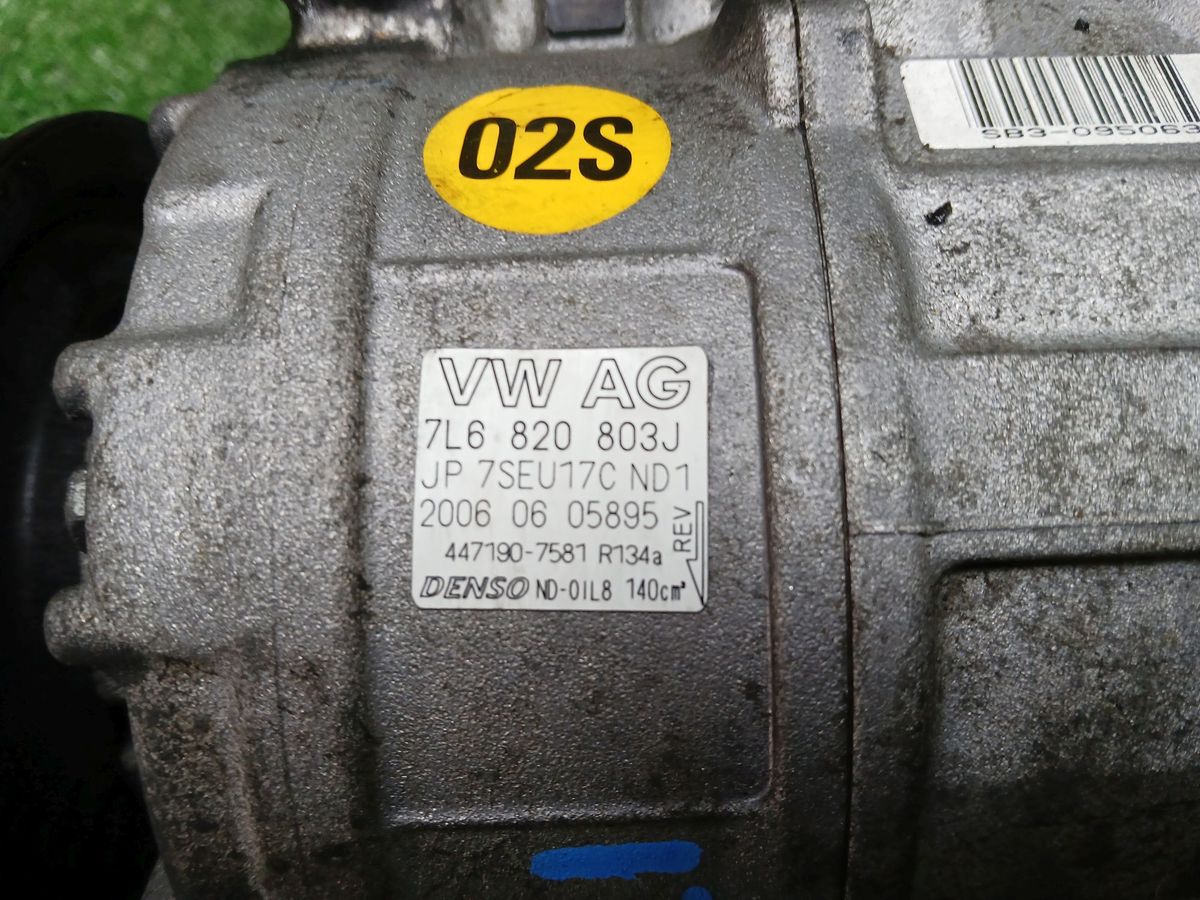 02S
SB3-095063
VW AG
7L6 820 803J
JP 7SEU17C ND1
2006 06 05895
REV
447190-7581 R134a
DENSO ND-OIL8 140cm³